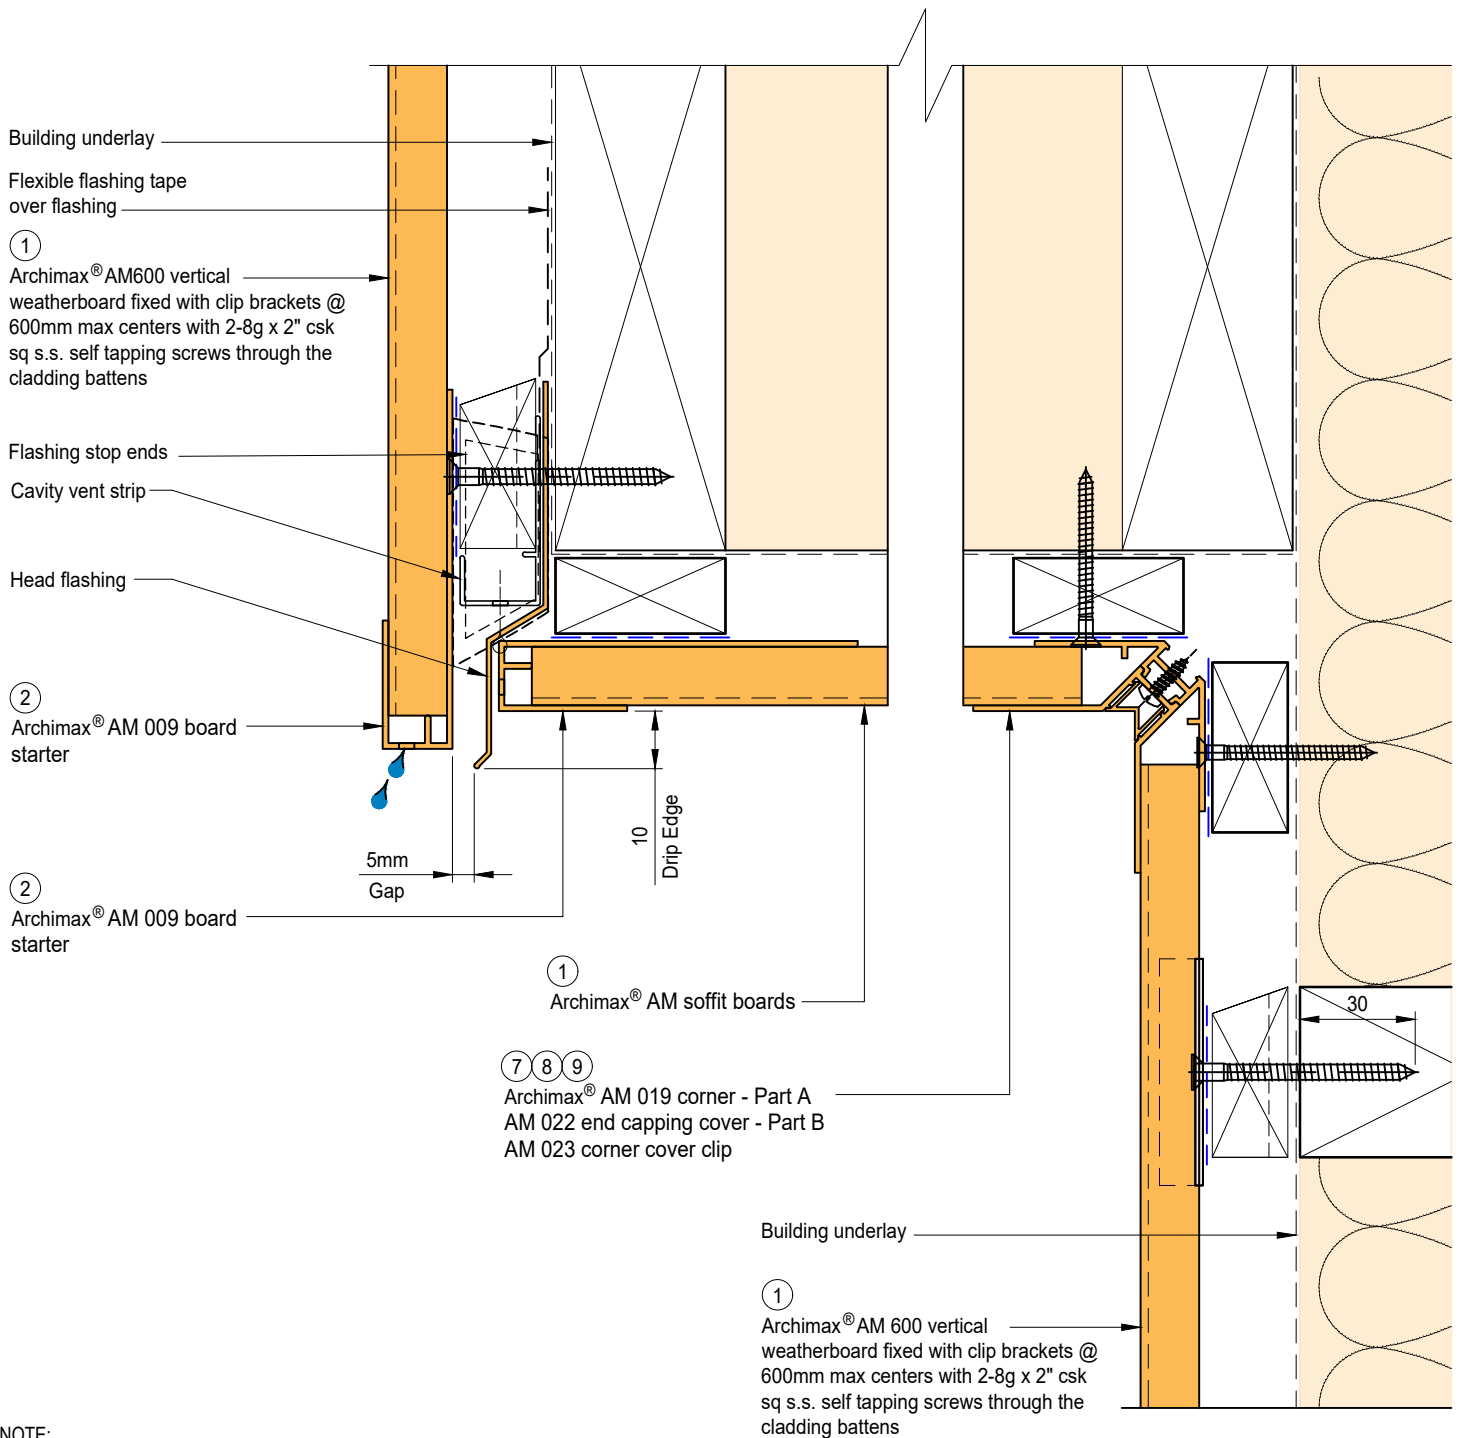 Building underlay
Flexible flashing tape
over flashing
1
Archimax® AM600 vertical
weatherboard fixed with clip brackets @
600mm max centers with 2-8g x 2" csk
sq s.s. self tapping screws through the
cladding battens
Flashing stop ends
Cavity vent strip
Head flashing
2
Archimax® AM 009 board
starter
5mm
Gap
10
Drip Edge
2
Archimax® AM 009 board
starter
1
Archimax® AM soffit boards
7 8 9
Archimax® AM 019 corner - Part A
AM 022 end capping cover - Part B
AM 023 corner cover clip
30
Building underlay
1
Archimax® AM 600 vertical
weatherboard fixed with clip brackets @
600mm max centers with 2-8g x 2" csk
sq s.s. self tapping screws through the
cladding battens
NOTE: